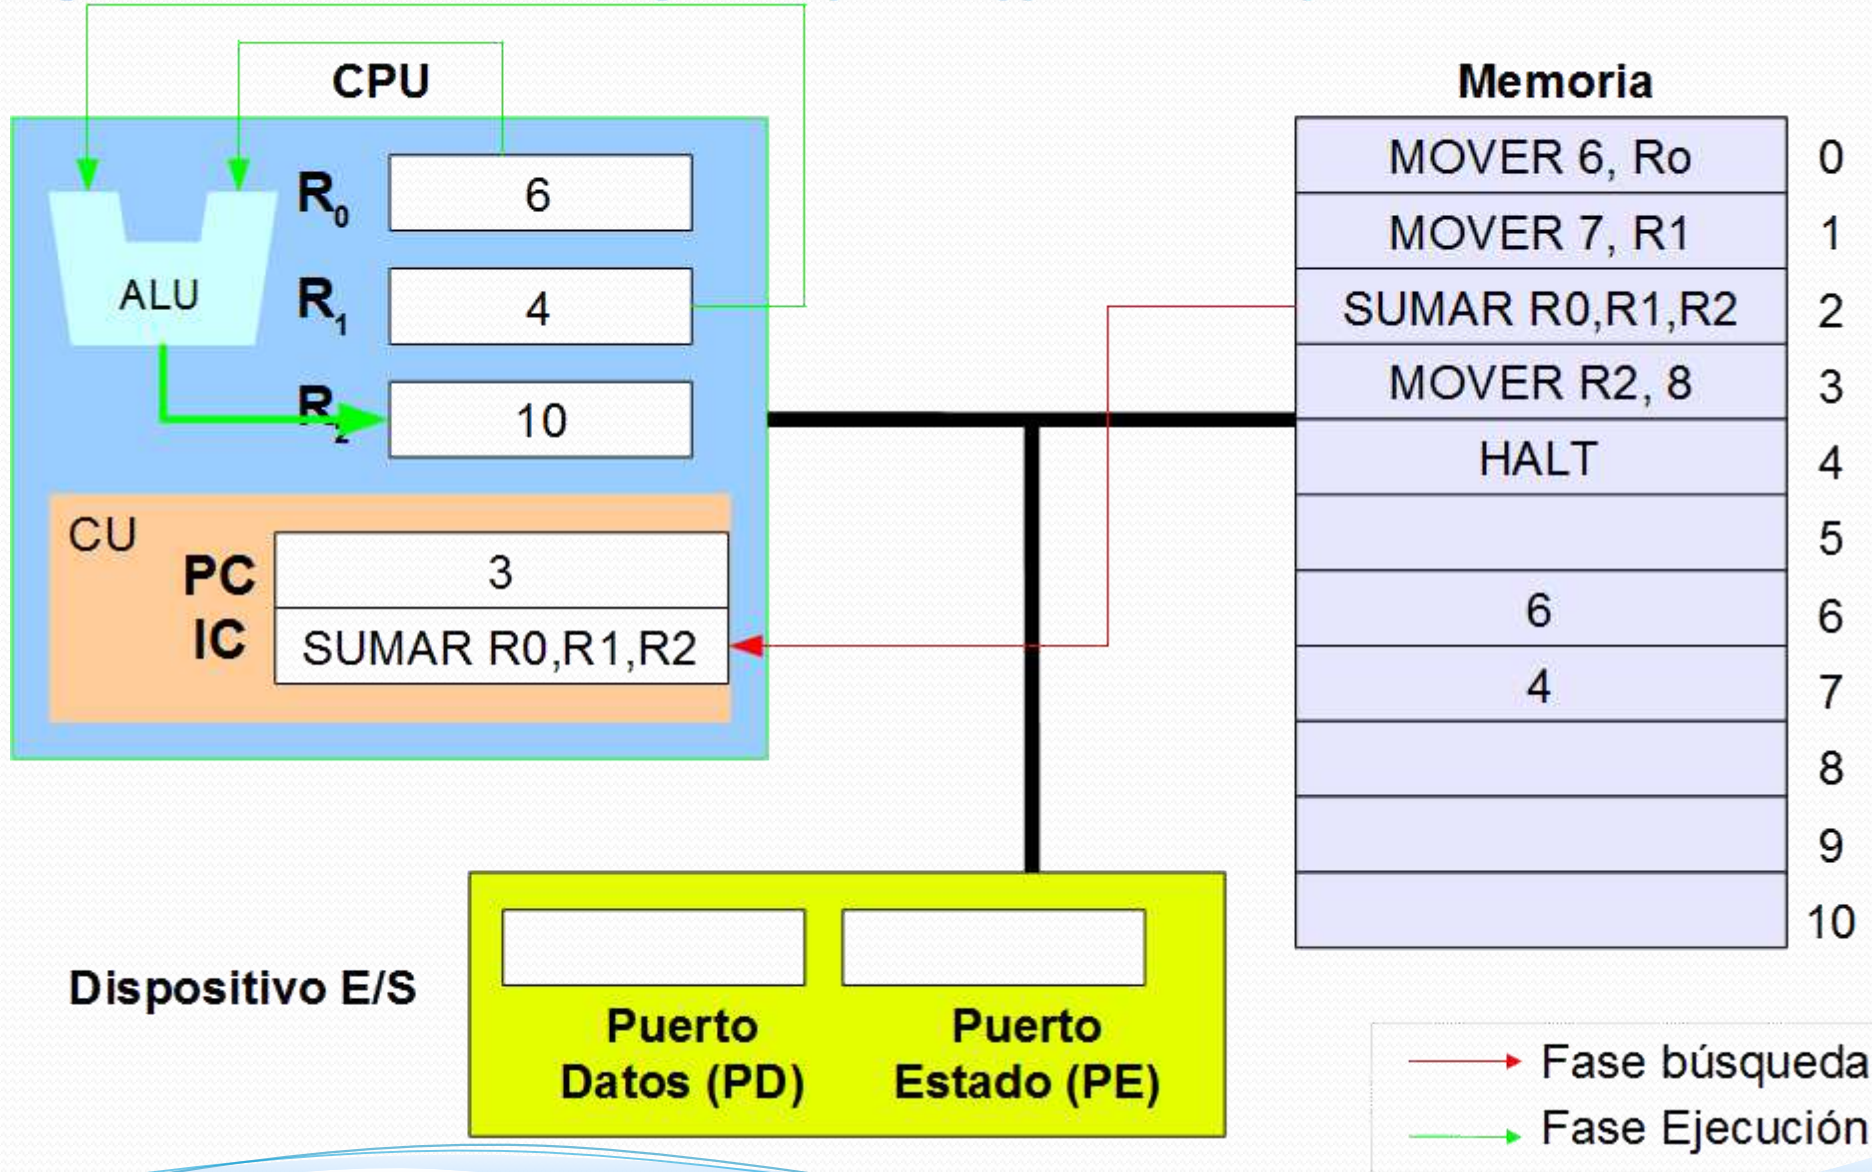 CPU
R0
6
R1
4
R2
10
ALU
CU
PC
3
IC
SUMAR R0,R1,R2
Memoria
MOVER 6, Ro
0
MOVER 7, R1
1
SUMAR R0,R1,R2
2
MOVER R2, 8
3
HALT
4
5
6
6
4
7
8
9
10
Dispositivo E/S
Puerto
Datos (PD)
Puerto
Estado (PE)
Fase búsqueda
Fase Ejecución